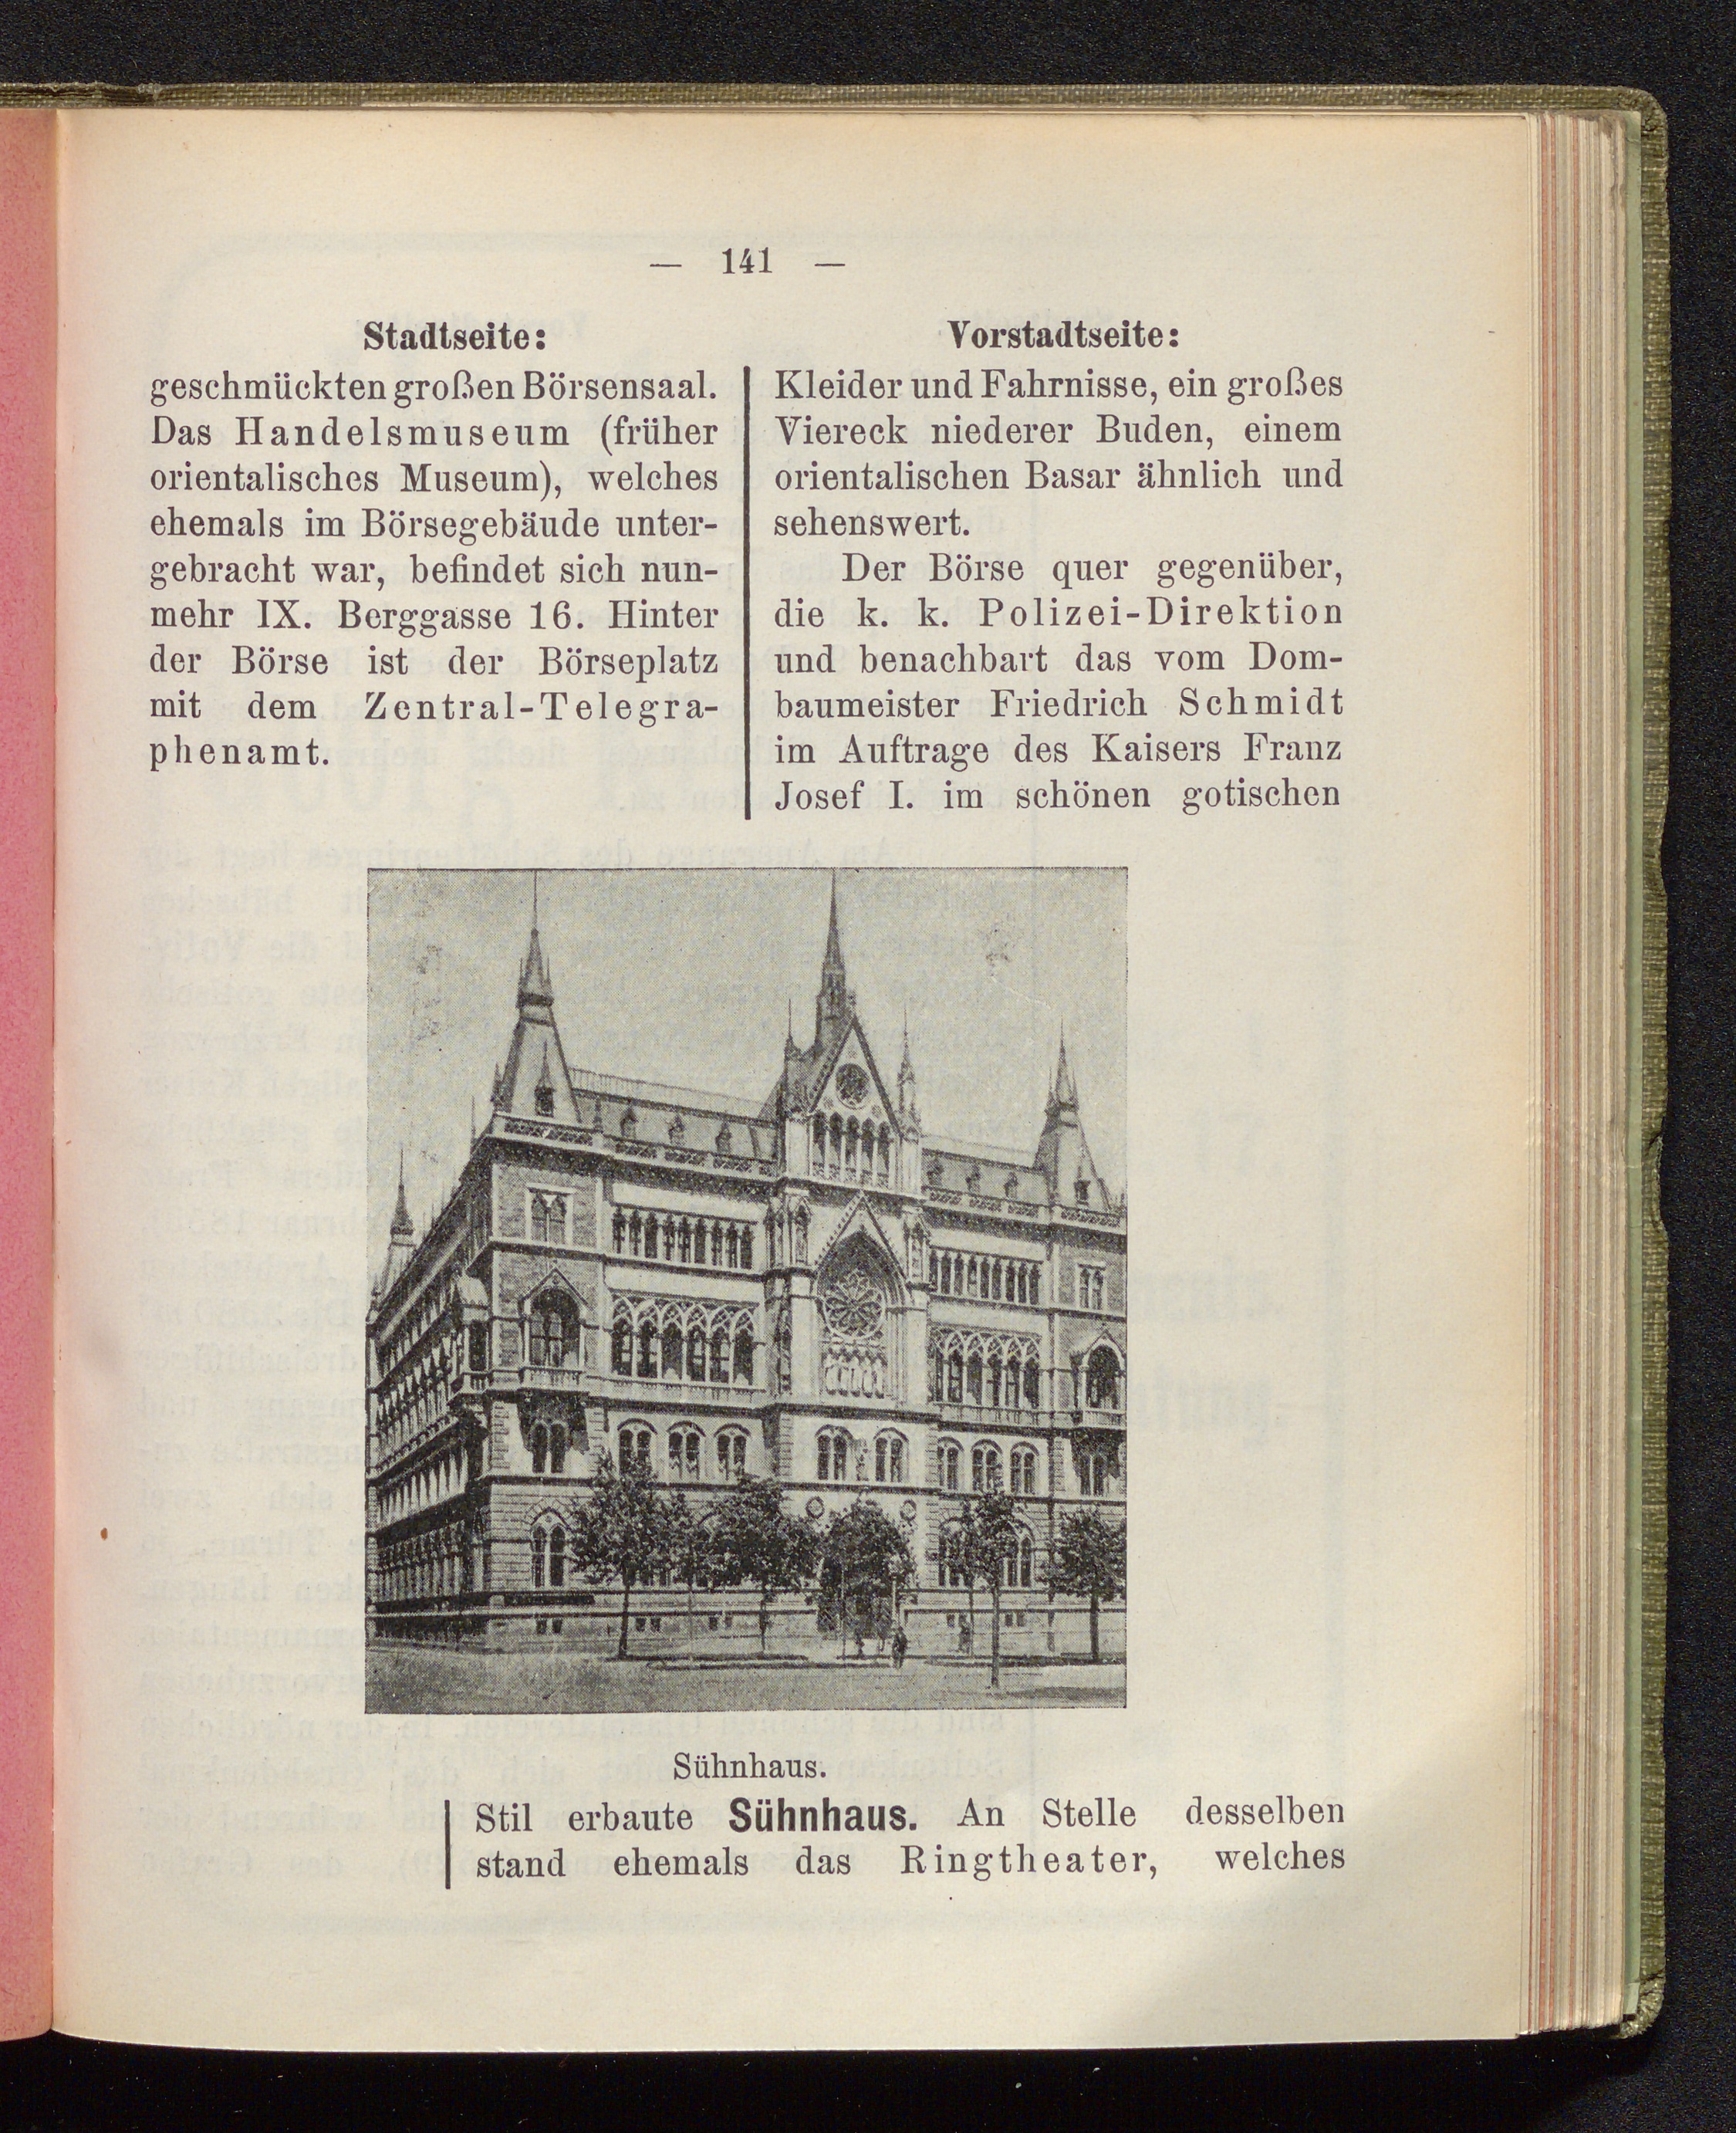 — 141 —
Stadtseite:
geschmückten großen Börsensaal.
Das Handelsmuseum (früher
orientalisches Museum), welches
ehemals im Börsegebäude unter-
gebracht war, befindet sich nun-
mehr IX. Berggasse 16. Hinter
der Börse ist der Börseplatz
mit dem Zentral-Telegra-
phenamt.
Vorstadtseite:
Kleider und Fahrnisse, ein großes
Viereck niederer Buden, einem
orientalischen Basar ähnlich und
sehenswert.
Der Börse quer gegenüber,
die k. k. Polizei-Direktion
und benachbart das vom Dom-
baumeister Friedrich Schmidt
im Auftrage des Kaisers Franz
Josef I. im schönen gotischen
Sühnhaus.
Stil erbaute Sühnhaus. An Stelle desselben
stand ehemals das Ringtheater, welches